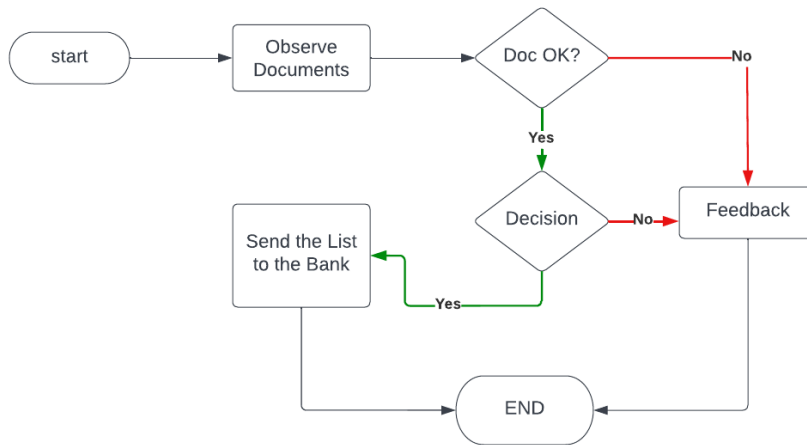 start
Observe
Documents
Doc OK?
No
Yes
Decision
No
Feedback
Send the List
to the Bank
Yes
END